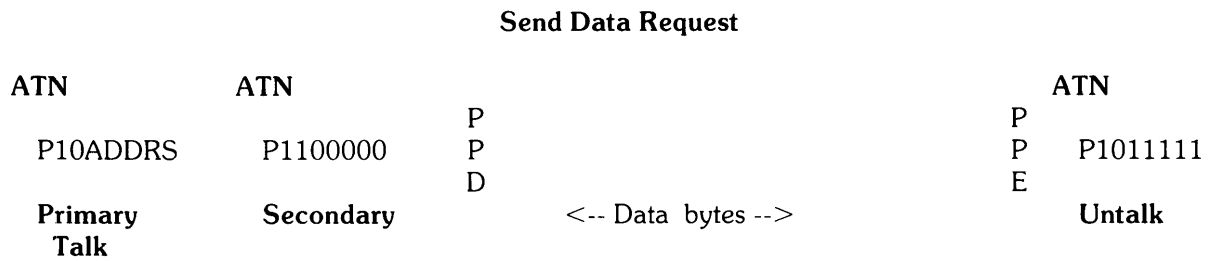 Send Data Request
ATN ATN ATN
P P
P10ADDRS P1100000 P P P1011111
D E
Primary Secondary <-- Data bytes --> Untalk
Talk